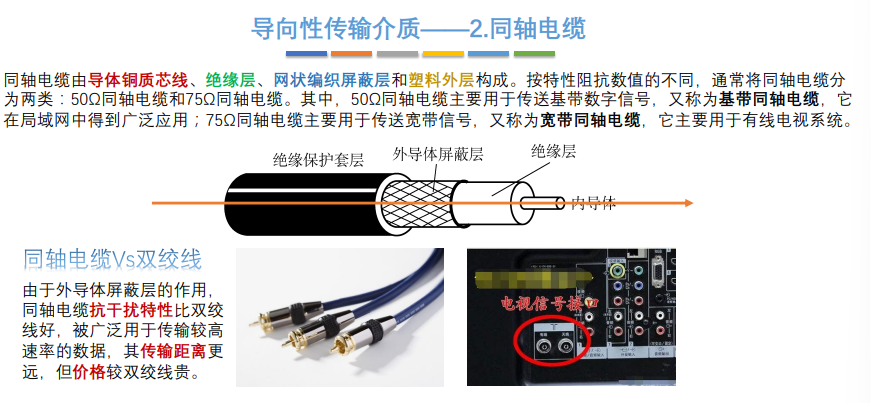 导向性传输介质——2.同轴电缆
同轴电缆由导体铜质芯线、绝缘层、网状编织屏蔽层和塑料外层构成。按特性阻抗数值的不同，通常将同轴电缆分
为两类：50Ω同轴电缆和75Ω同轴电缆。其中，50Ω同轴电缆主要用于传送基带数字信号，又称为基带同轴电缆，它
在局域网中得到广泛应用；75Ω同轴电缆主要用于传送宽带信号，又称为宽带同轴电缆，它主要用于有线电视系统。
绝缘保护套层
外导体屏蔽层
绝缘层
内导体
同轴电缆Vs双绞线
由于外导体屏蔽层的作用，
同轴电缆抗干扰特性比双绞
线好，被广泛用于传输较高
速率的数据，其传输距离更
远，但价格较双绞线贵。
电视信号接口